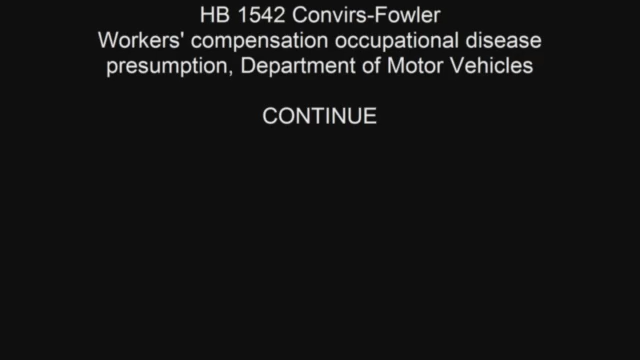 HB 1542 Convirs-Fowler
Workers' compensation occupational disease
presumption, Department of Motor Vehicles
CONTINUE